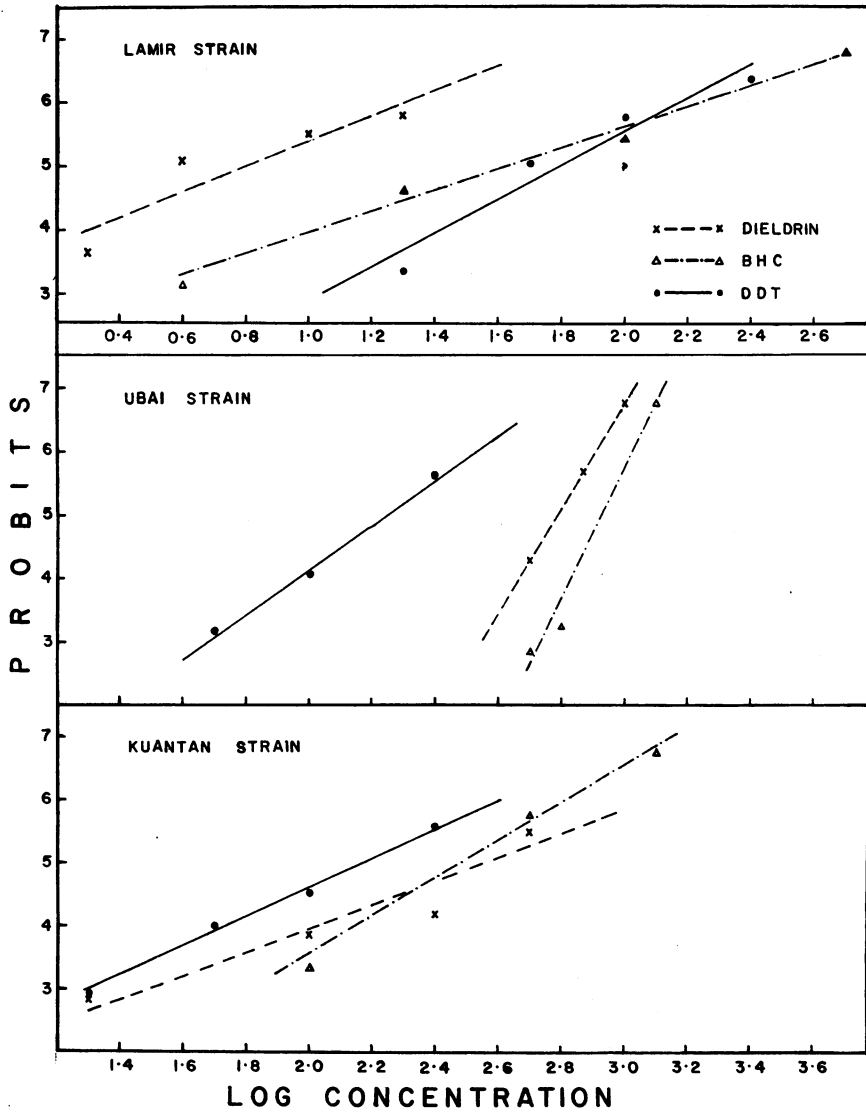 7
LAMIR STRAIN
6
5
4
× DIELDRIN
△ BHC
● DDT
3
0·4 0·6 0·8 1·0 1·2 1·4 1·6 1·8 2·0 2·2 2·4 2·6
PROBITS
7
UBAI STRAIN
6
5
4
3
7
KUANTAN STRAIN
6
5
4
3
1·4 1·6 1·8 2·0 2·2 2·4 2·6 2·8 3·0 3·2 3·4 3·6
LOG CONCENTRATION